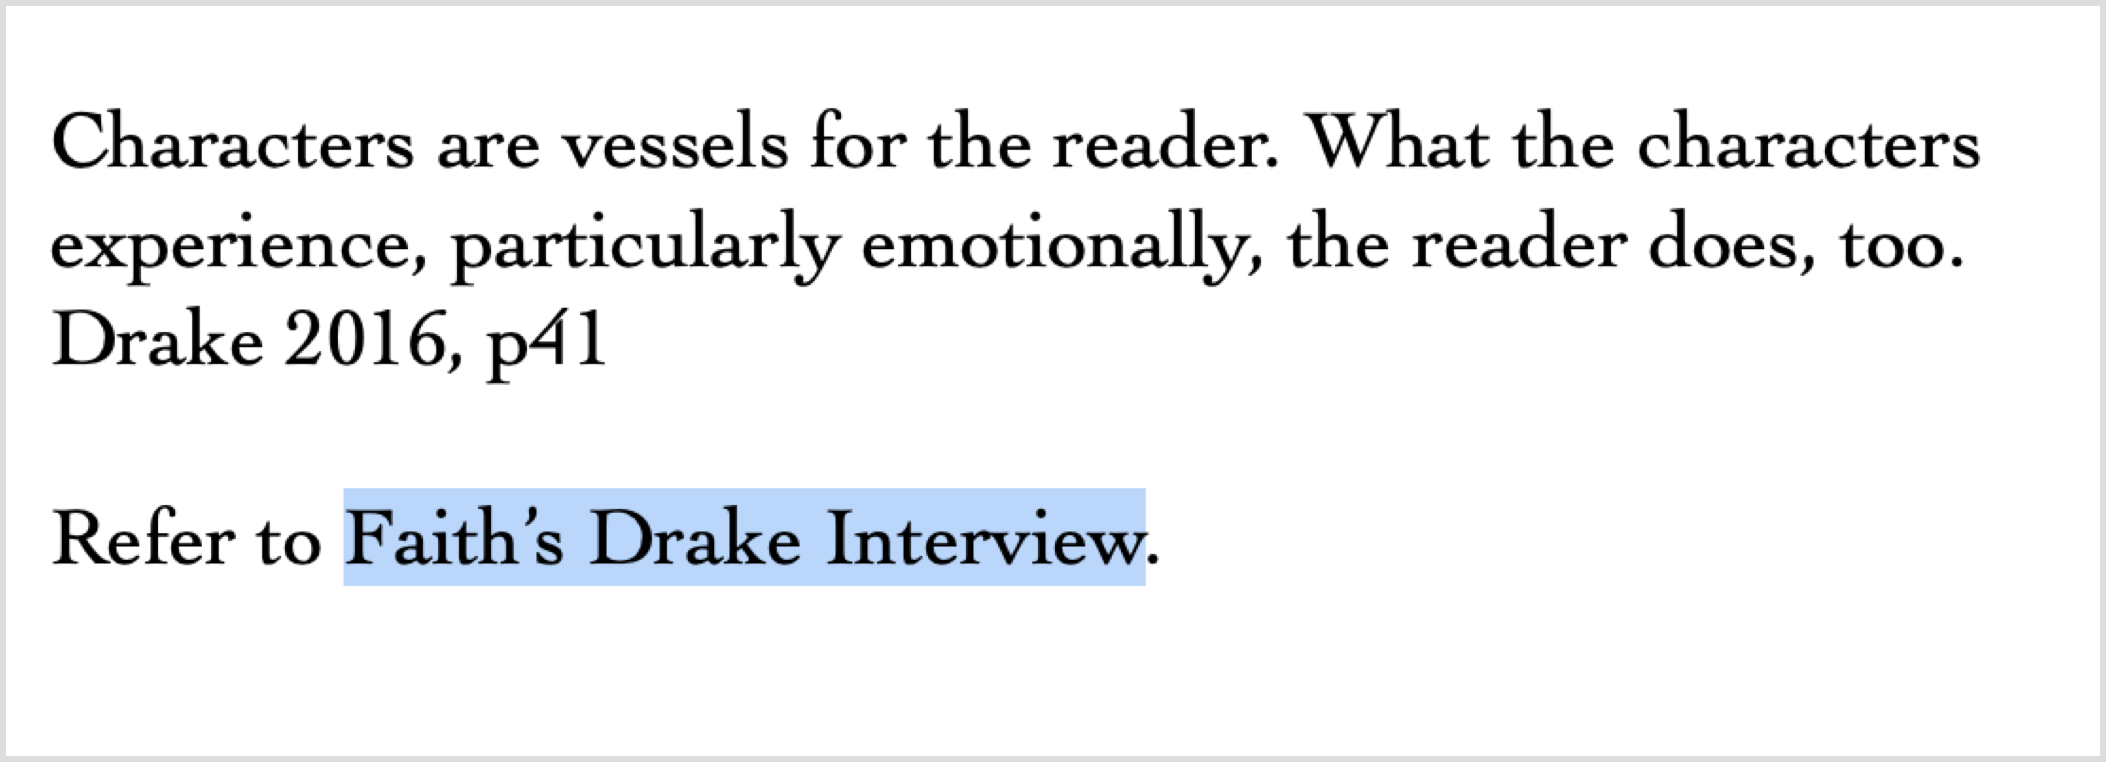 Characters are vessels for the reader. What the characters
experience, particularly emotionally, the reader does, too.
Drake 2016, p41
Refer to Faith’s Drake Interview.